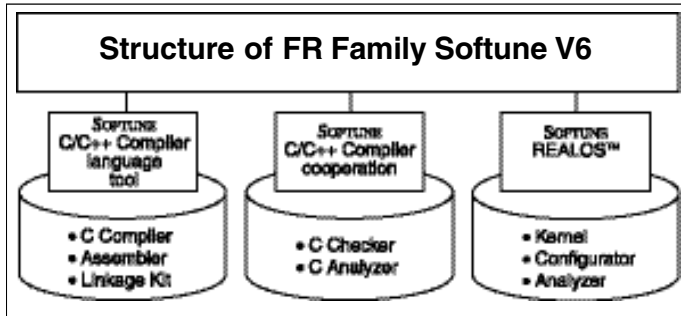 Structure of FR Family Softune V6
SOFTUNE
C/C++ Compiler
language
tool
• C Compiler
• Assembler
• Linkage Kit
SOFTUNE
C/C++ Compiler
cooperation
• C Checker
• C Analyzer
SOFTUNE
REALOS™
• Kernel
• Configurator
• Analyzer